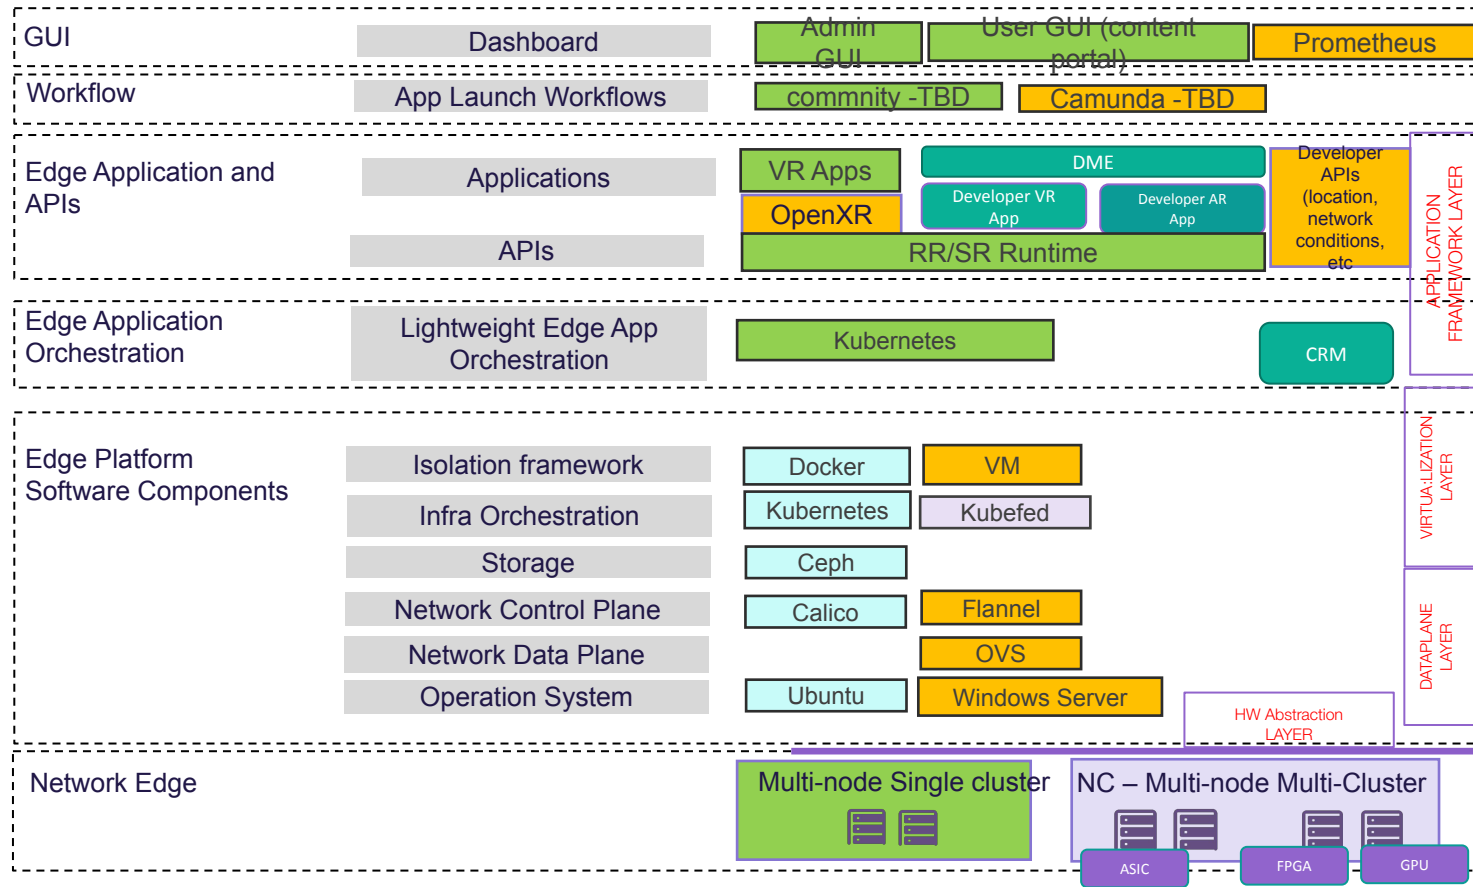 GUI
Dashboard
Admin
GUI
User GUI (content
portal)
Prometheus
Workflow
App Launch Workflows
commnity -TBD
Camunda -TBD
Edge Application and
APIs
Applications
APIs
VR Apps
OpenXR
DME
Developer VR
App
Developer AR
App
RR/SR Runtime
Developer
APIs
(location,
network
conditions,
etc
APPLICATION
FRAMEWORK LAYER
Edge Application
Orchestration
Lightweight Edge App
Orchestration
Kubernetes
CRM
Edge Platform
Software Components
Isolation framework
Docker
VM
Infra Orchestration
Kubernetes
Kubefed
VIRTUA:LIZATION
LAYER
Storage
Ceph
Network Control Plane
Calico
Flannel
Network Data Plane
OVS
DATAPLANE
LAYER
Operation System
Ubuntu
Windows Server
HW Abstraction
LAYER
Network Edge
Multi-node Single cluster
NC – Multi-node Multi-Cluster
ASIC
FPGA
GPU